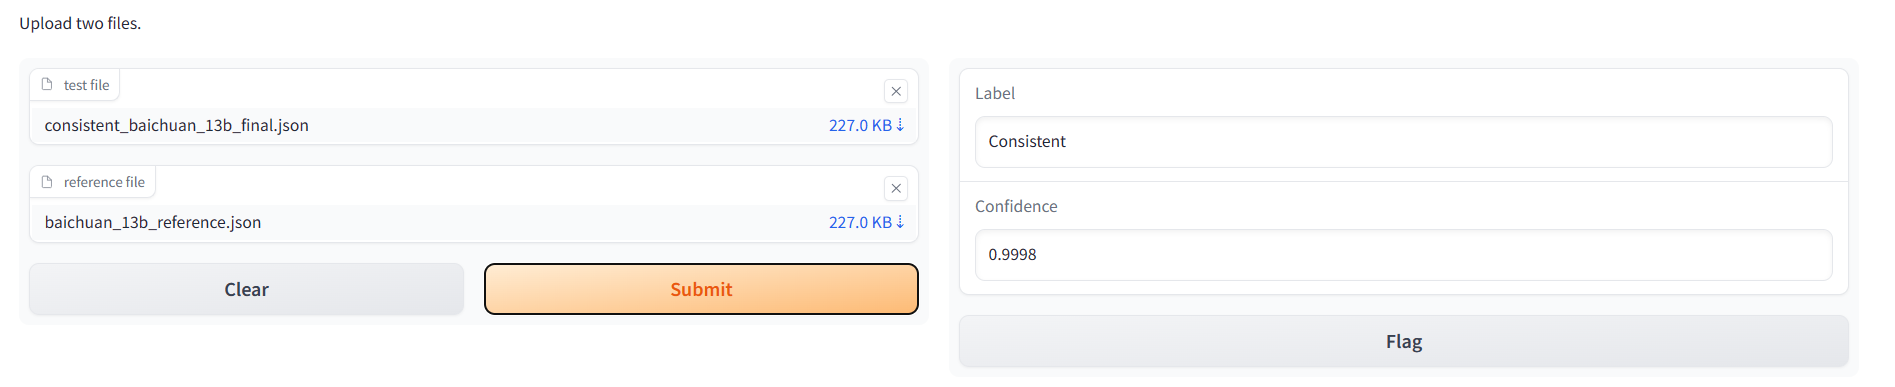 Upload two files.
test file
consistent_baichuan_13b_final.json 227.0 KB ⇣
reference file
baichuan_13b_reference.json 227.0 KB ⇣
Clear Submit
Label
Consistent
Confidence
0.9998
Flag